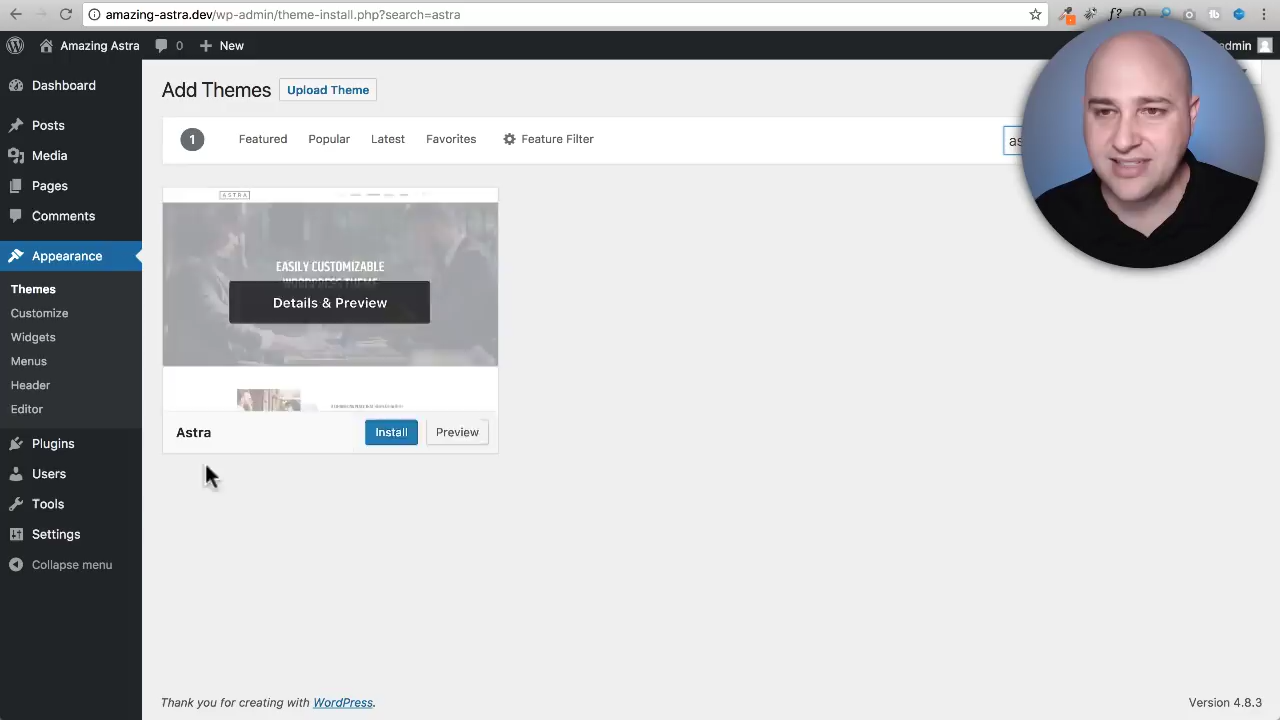 amazing-astra.dev/wp-admin/theme-install.php?search=astra
Amazing Astra
0
New
admin
Dashboard
Posts
Media
Pages
Comments
Appearance
Themes
Customize
Widgets
Menus
Header
Editor
Plugins
Users
Tools
Settings
Collapse menu
Add Themes
Upload Theme
1
Featured
Popular
Latest
Favorites
Feature Filter
as
ASTRA
EASILY CUSTOMIZABLE
WORDPRESS THEME
Details & Preview
Astra
Install
Preview
Thank you for creating with WordPress.
Version 4.8.3